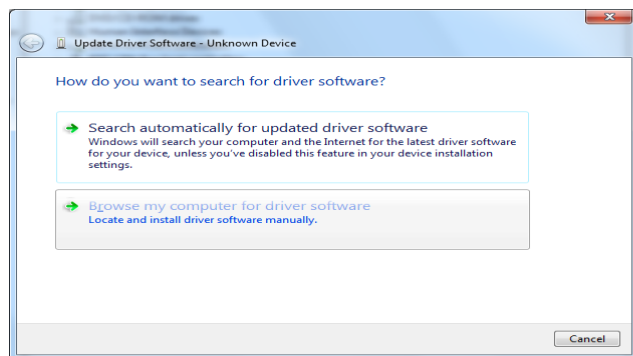 Update Driver Software - Unknown Device
How do you want to search for driver software?
Search automatically for updated driver software
Windows will search your computer and the Internet for the latest driver software
for your device, unless you've disabled this feature in your device installation
settings.
Browse my computer for driver software
Locate and install driver software manually.
Cancel